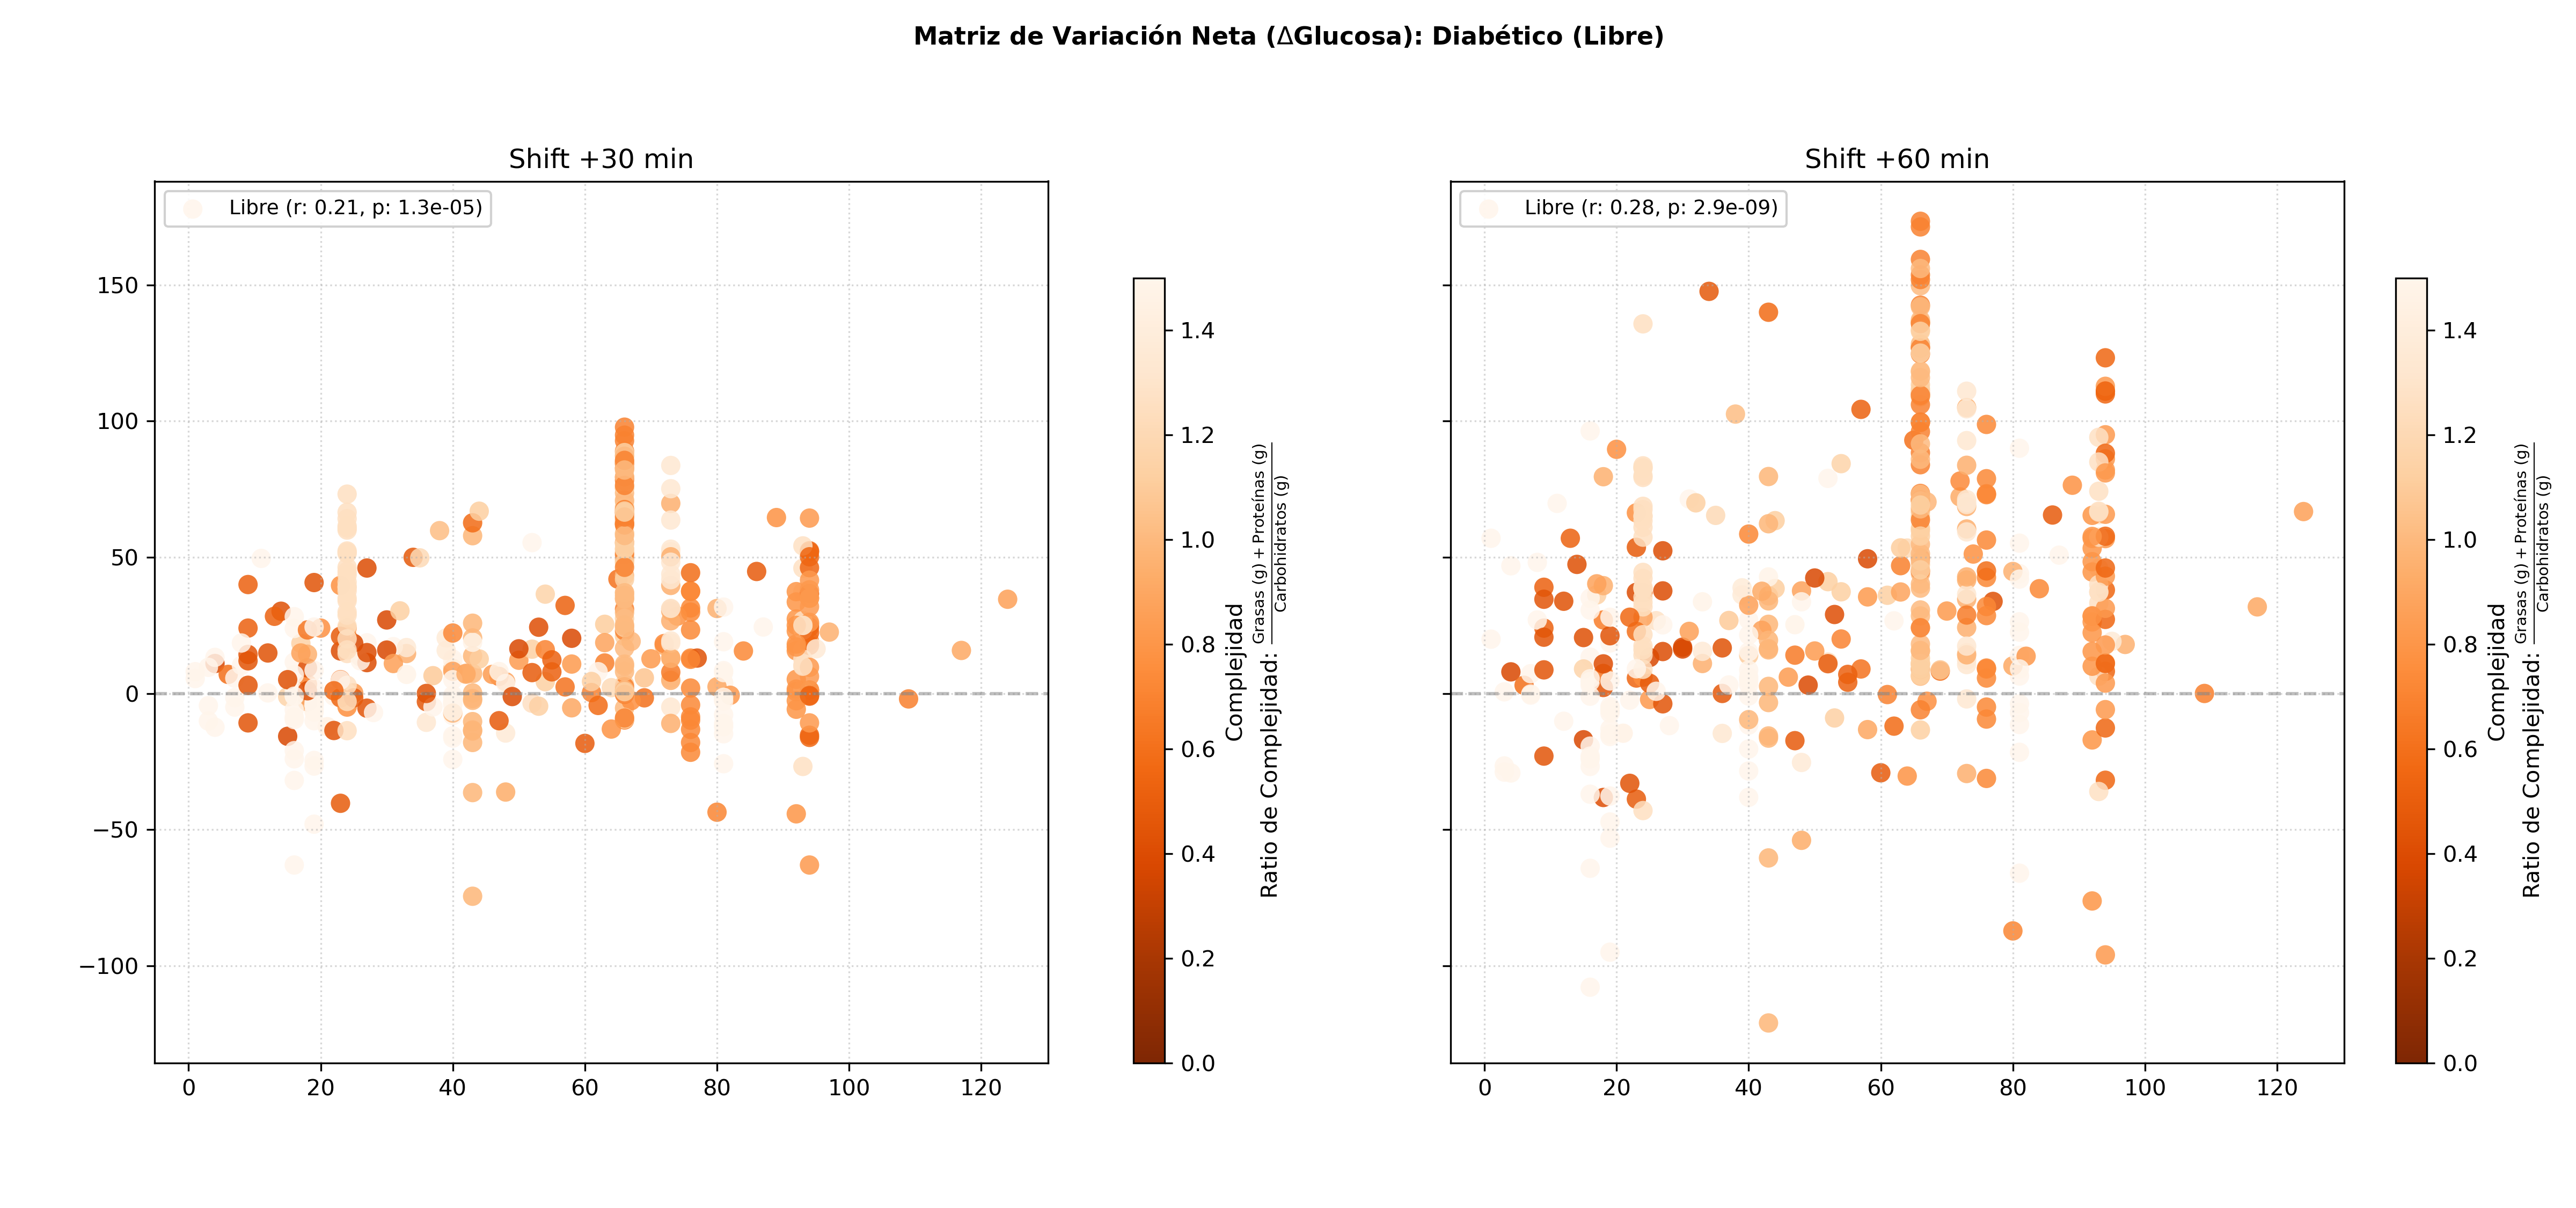 Matriz de Variación Neta (ΔGlucosa): Diabético (Libre)
Shift +30 min
Libre (r: 0.21, p: 1.3e-05)
150
100
50
0
−50
−100
0 20 40 60 80 100 120
1.4
1.2
1.0
0.8
0.6
0.4
0.2
0.0
Complejidad
Ratio de Complejidad: Grasas (g) + Proteínas (g)
Carbohidratos (g)
Shift +60 min
Libre (r: 0.28, p: 2.9e-09)
0 20 40 60 80 100 120
1.4
1.2
1.0
0.8
0.6
0.4
0.2
0.0
Complejidad
Ratio de Complejidad: Grasas (g) + Proteínas (g)
Carbohidratos (g)